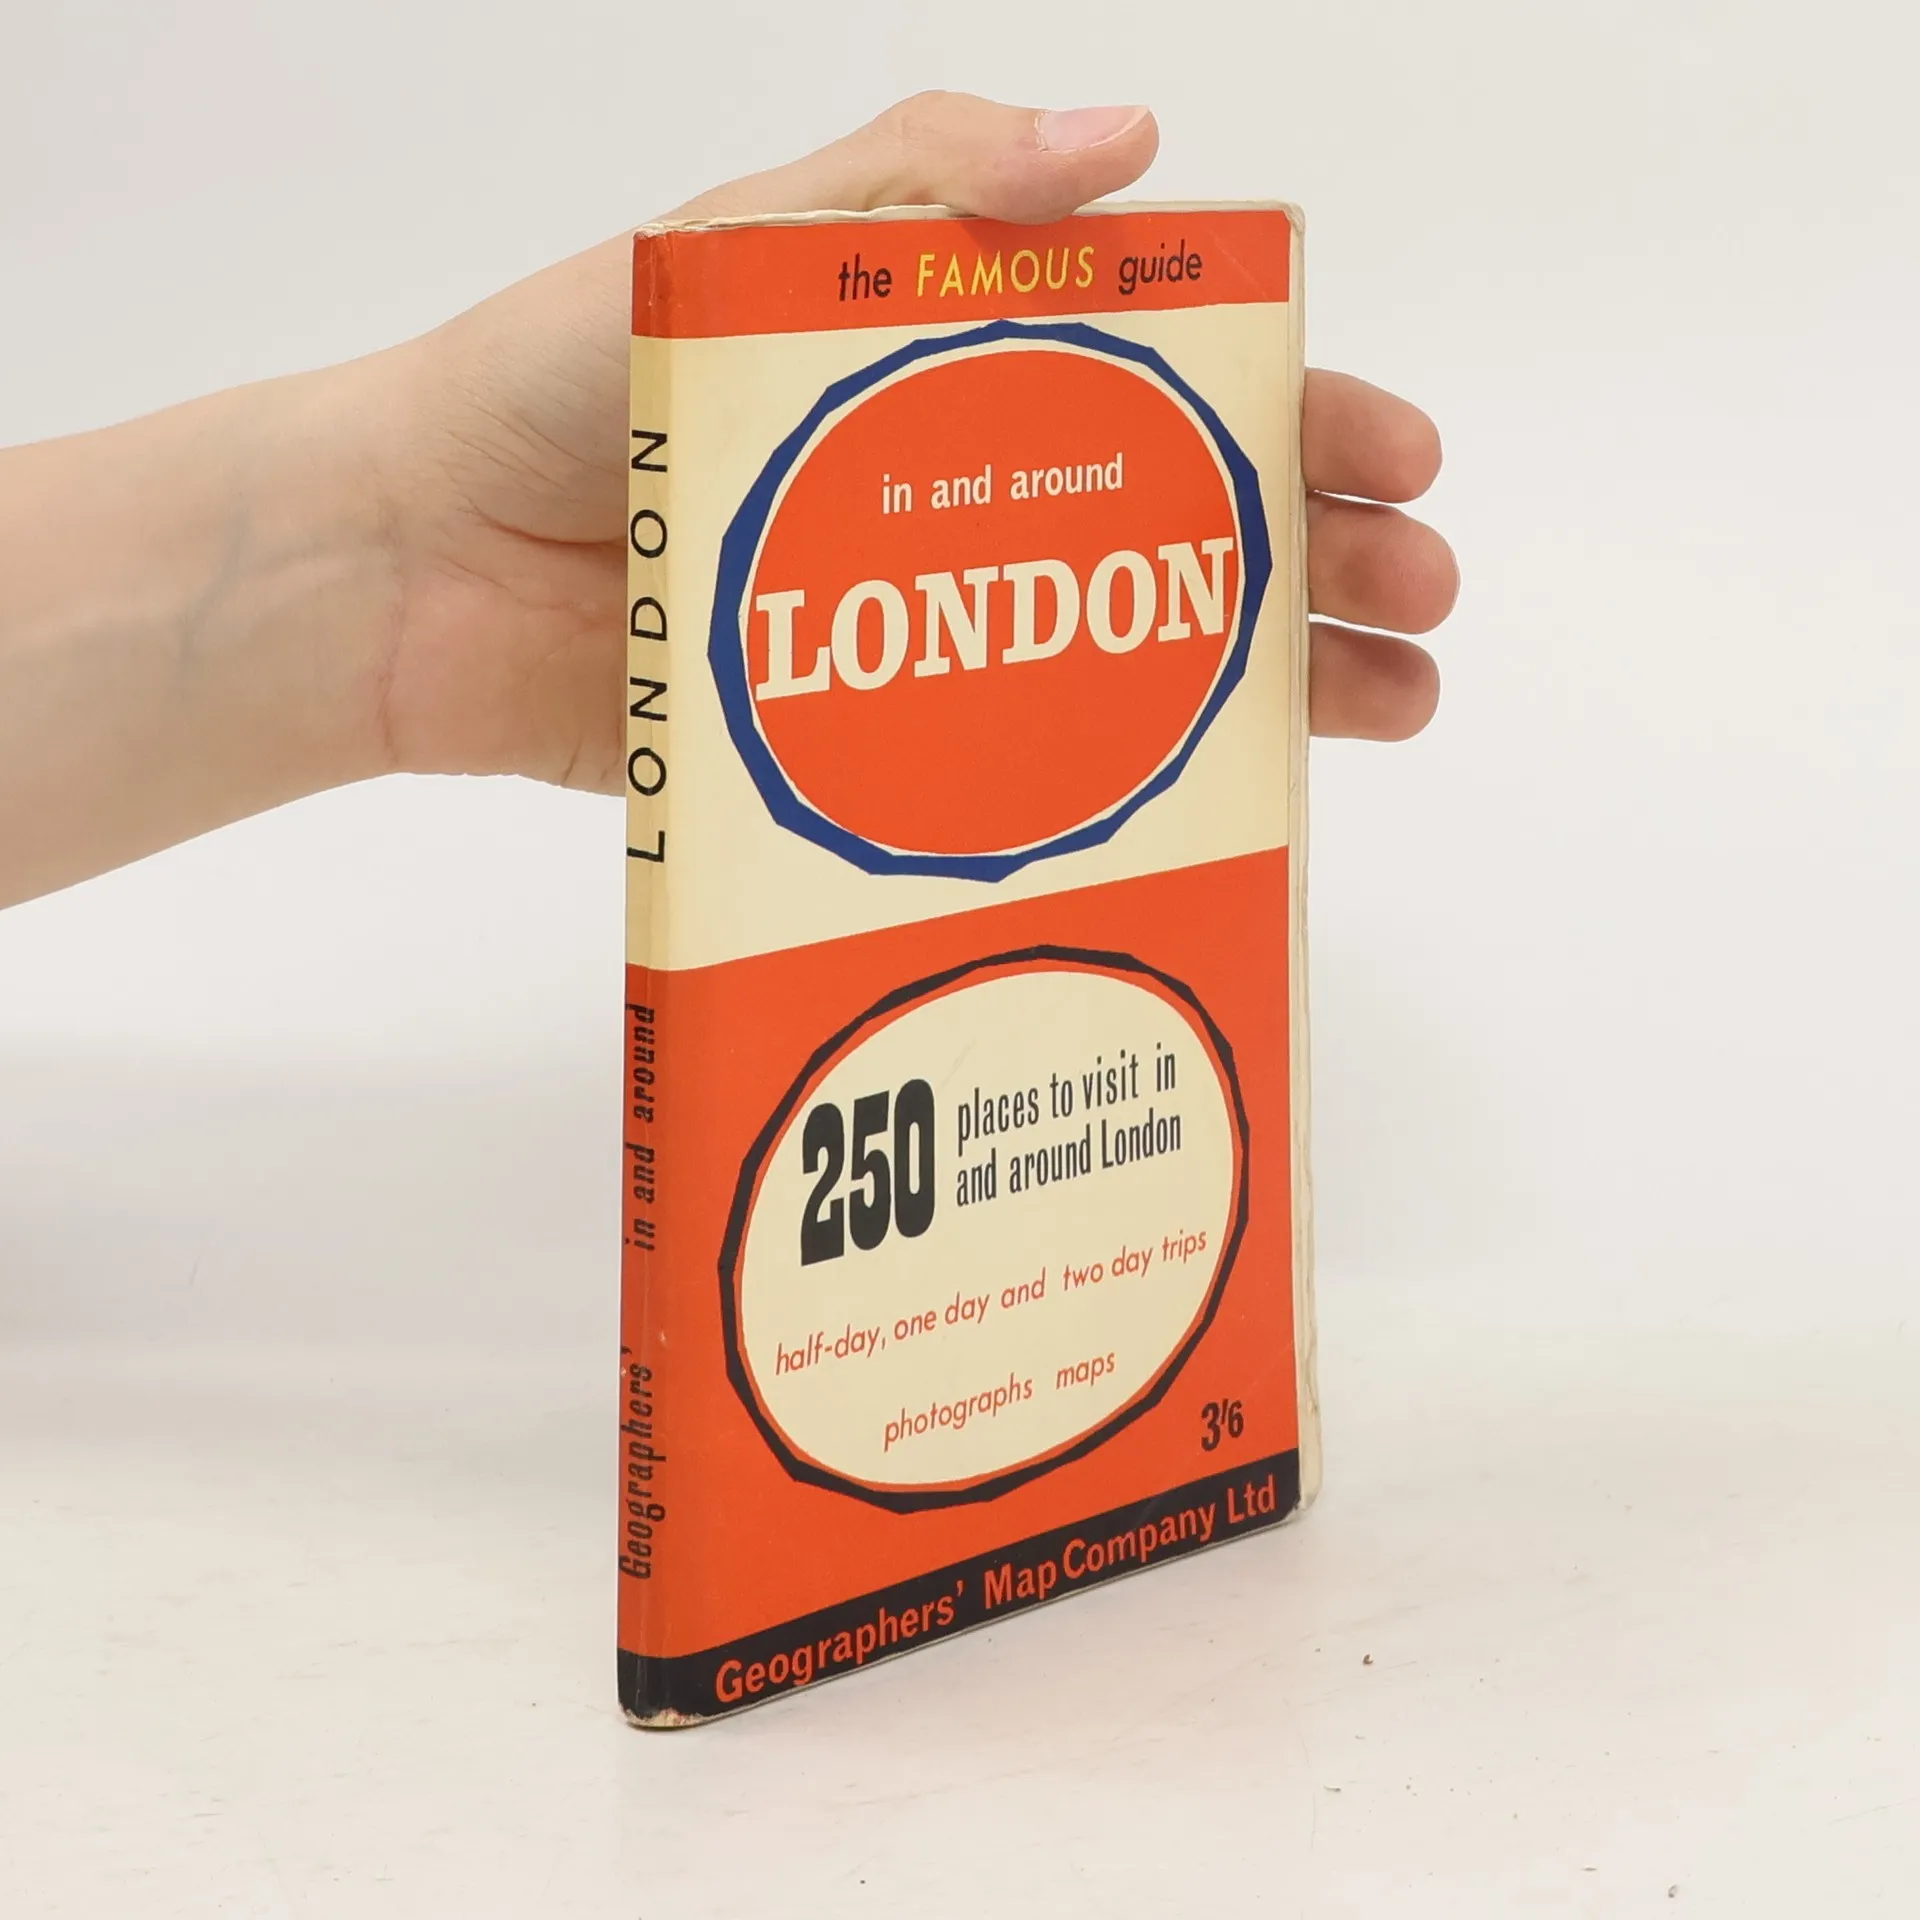 the FAMOUS guide
in and around
LONDON
250 places to visit in
and around London
half-day, one day and two day trips
photographs maps
3/6
Geographers' Map Company Ltd
Geographers' in and around LONDON